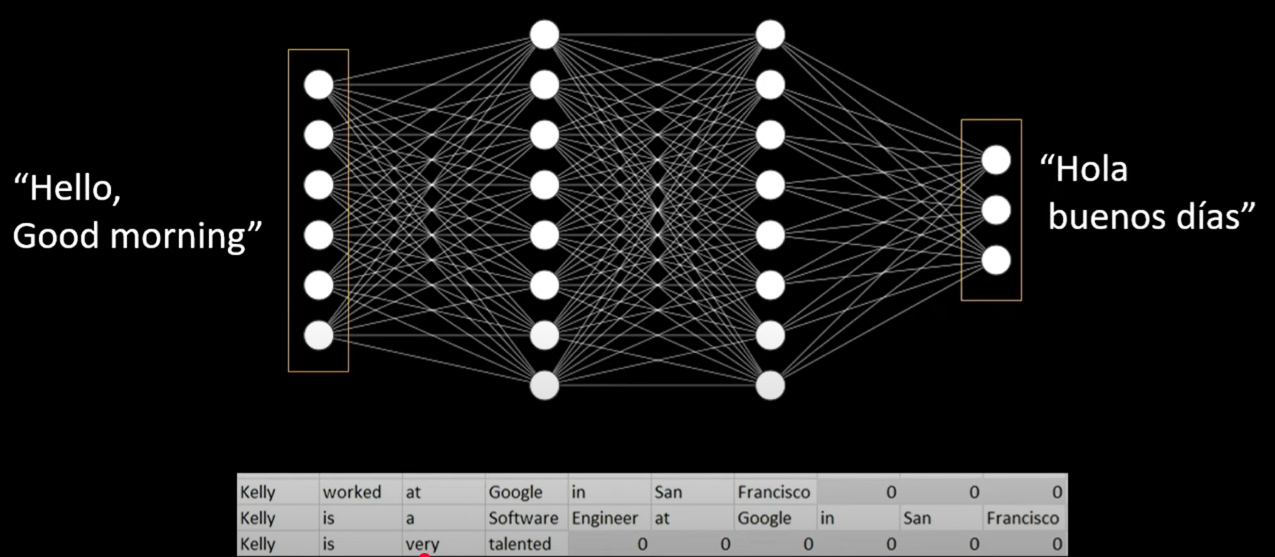 “Hello,
Good morning”
“Hola
buenos días”
Kelly worked at Google in San Francisco 0 0 0
Kelly is a Software Engineer at Google in San Francisco
Kelly is very talented 0 0 0 0 0 0